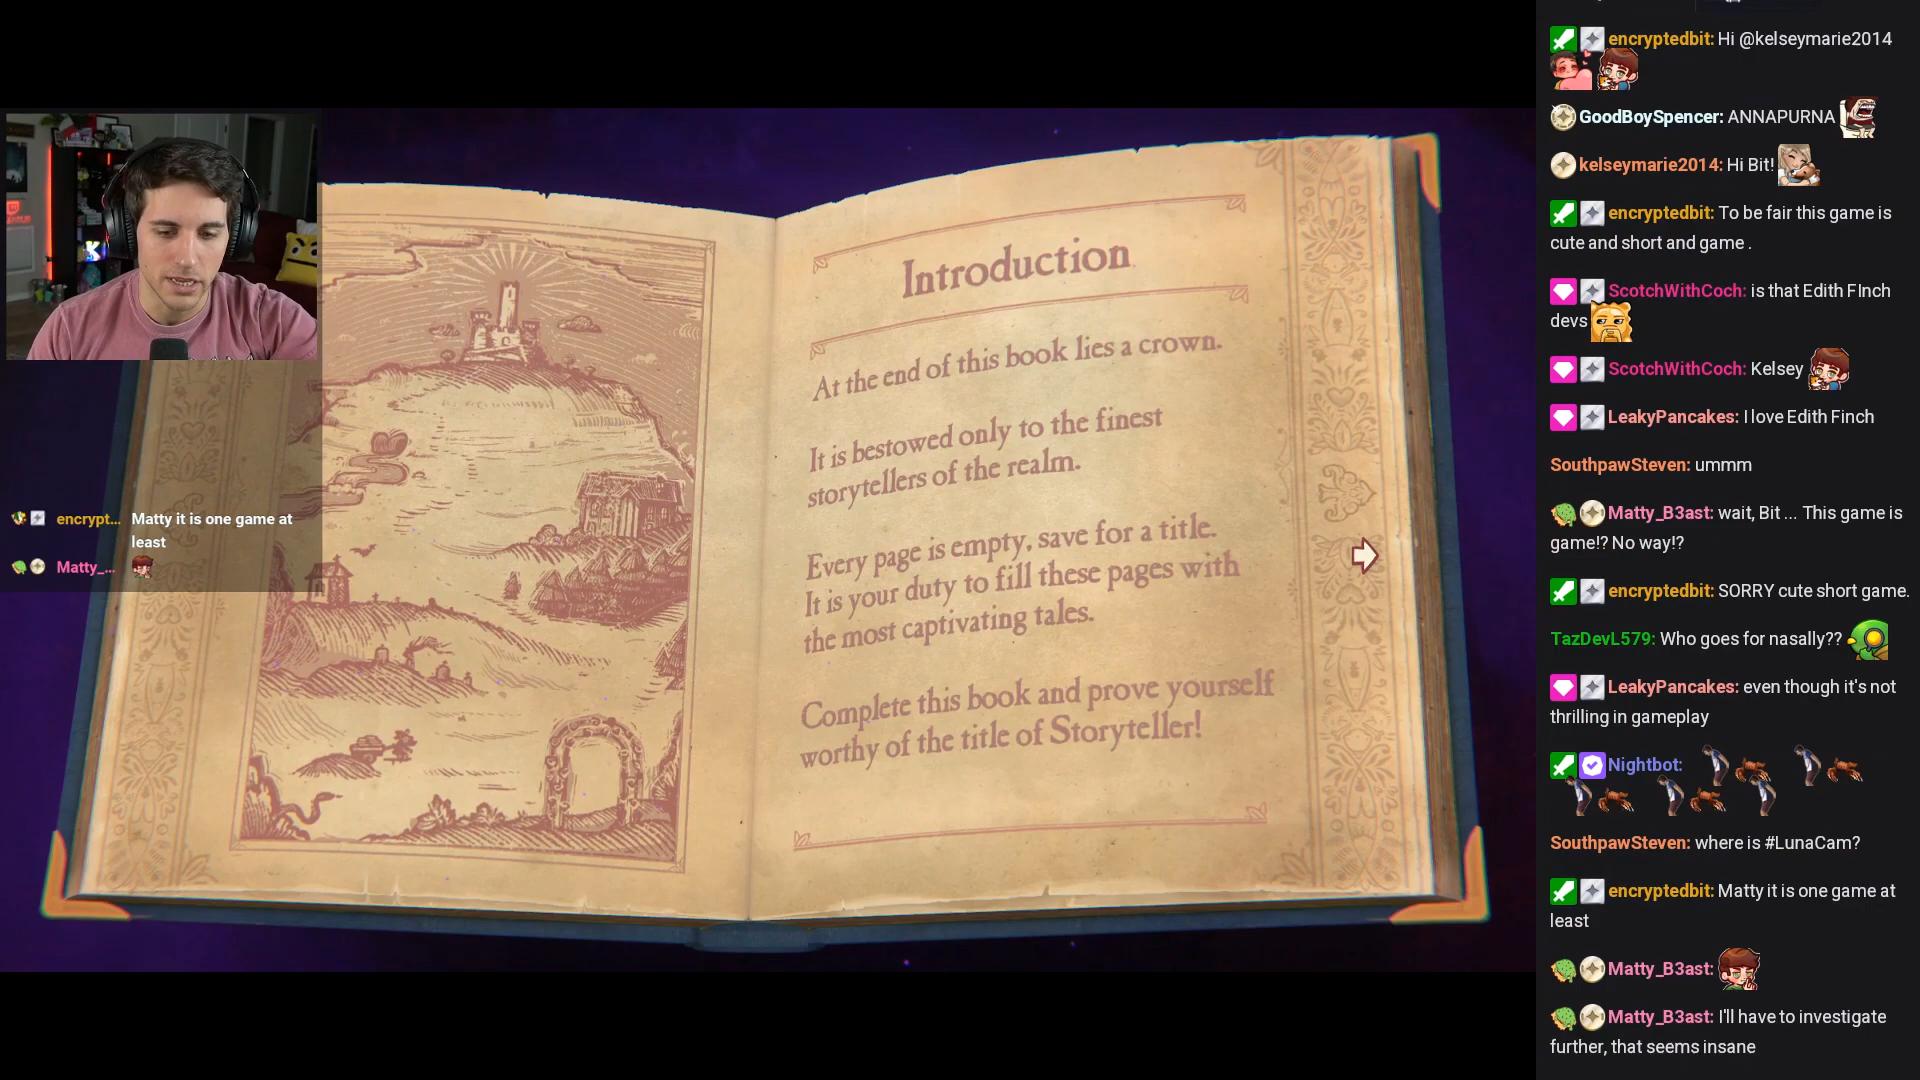 encrypt... Matty it is one game at
least
Matty_...
Introduction
At the end of this book lies a crown.
It is bestowed only to the finest
storytellers of the realm.
Every page is empty, save for a title.
It is your duty to fill these pages with
the most captivating tales.
Complete this book and prove yourself
worthy of the title of Storyteller!
encryptedbit: Hi @kelseymarie2014
GoodBoySpencer: ANNAPURNA
kelseymarie2014: Hi Bit!
encryptedbit: To be fair this game is
cute and short and game .
ScotchWithCoch: is that Edith FInch
devs
ScotchWithCoch: Kelsey
LeakyPancakes: I love Edith Finch
SouthpawSteven: ummm
Matty_B3ast: wait, Bit ... This game is
game!? No way!?
encryptedbit: SORRY cute short game.
TazDevL579: Who goes for nasally??
LeakyPancakes: even though it's not
thrilling in gameplay
Nightbot:
SouthpawSteven: where is #LunaCam?
encryptedbit: Matty it is one game at
least
Matty_B3ast:
Matty_B3ast: I'll have to investigate
further, that seems insane